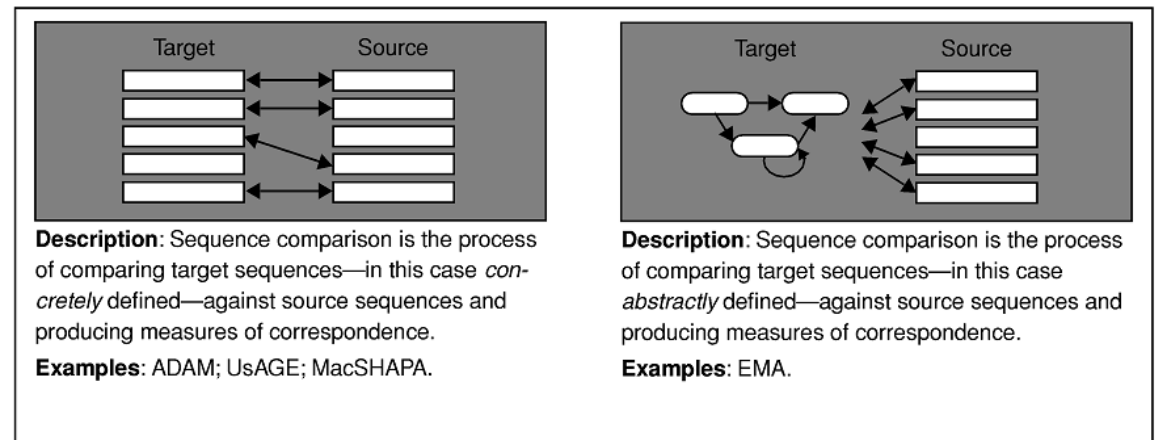 Target Source
Description: Sequence comparison is the process
of comparing target sequences—in this case con-
cretely defined—against source sequences and
producing measures of correspondence.
Examples: ADAM; UsAGE; MacSHAPA.
Target Source
Description: Sequence comparison is the process
of comparing target sequences—in this case
abstractly defined—against source sequences and
producing measures of correspondence.
Examples: EMA.